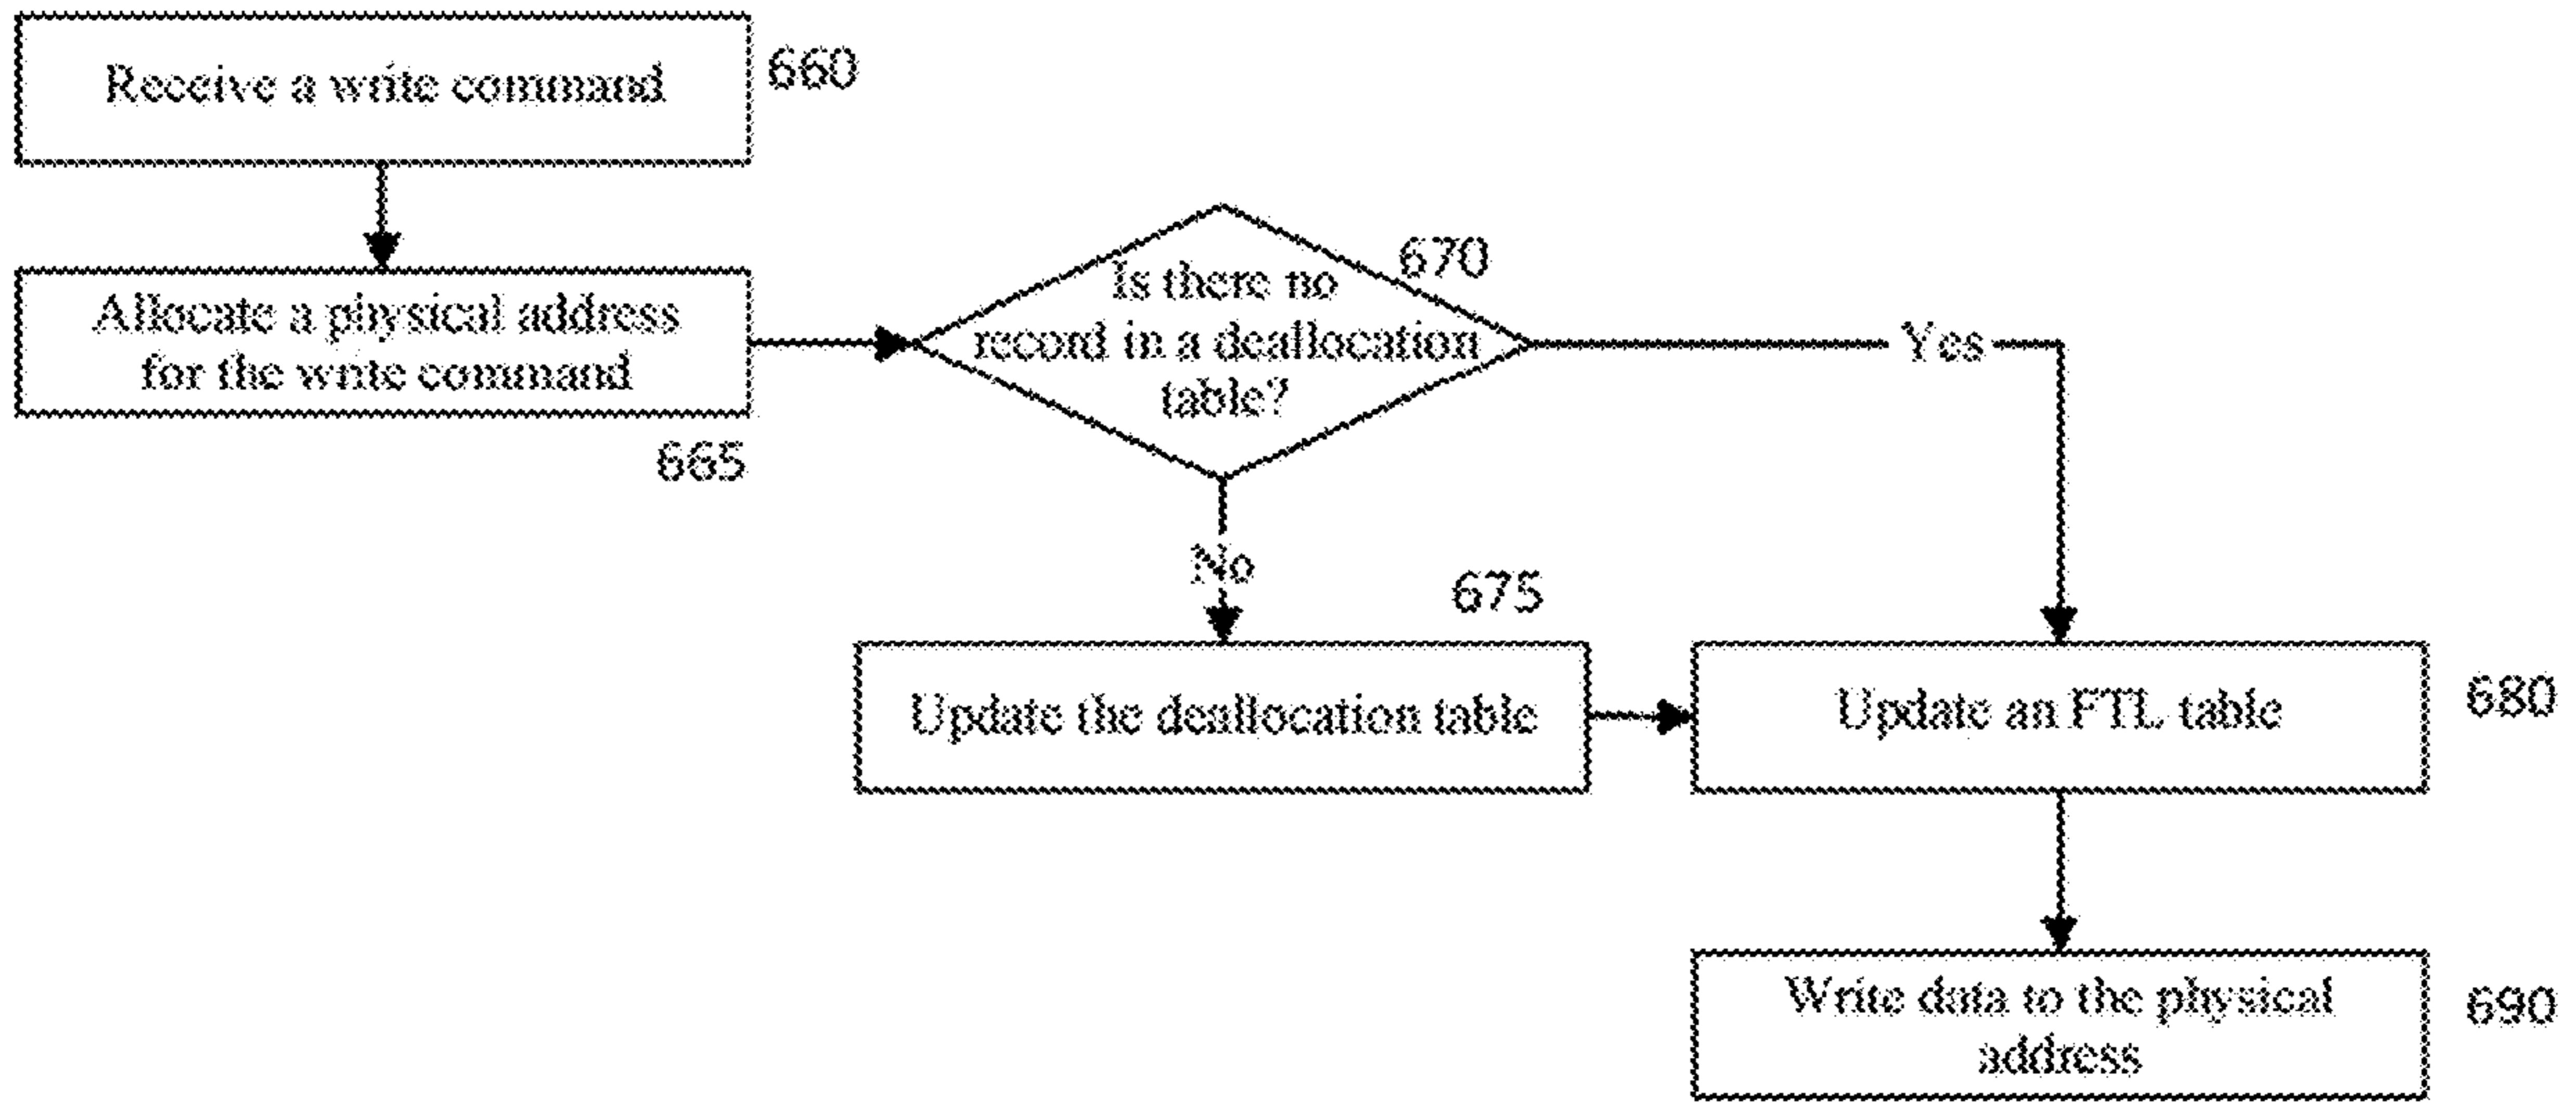 Receive a write command
660
Allocate a physical address
for the write command
665
670
Is there no
record in a deallocation
table?
Yes
No
675
Update the deallocation table
Update an FTL table
680
Write data to the physical
address
690